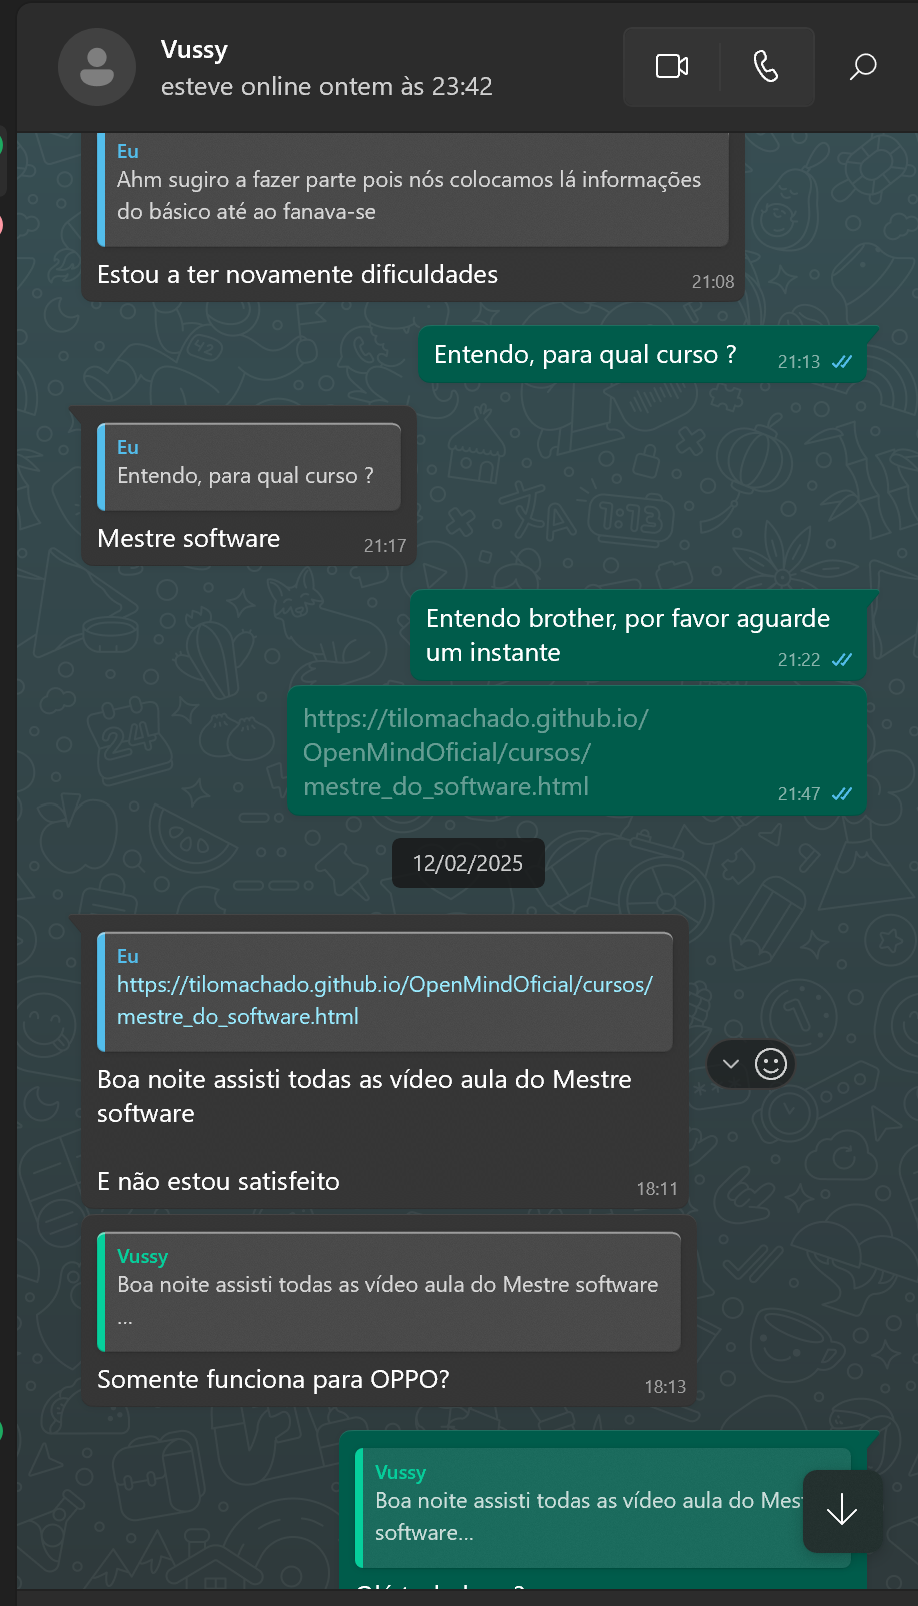 Vussy
esteve online ontem às 23:42
Eu
Ahm sugiro a fazer parte pois nós colocamos lá informações
do básico até ao fanava-se
Estou a ter novamente dificuldades
21:08
Entendo, para qual curso ?
21:13
Eu
Entendo, para qual curso ?
Mestre software
21:17
Entendo brother, por favor aguarde
um instante
21:22
https://tilomachado.github.io/
OpenMindOficial/cursos/
mestre_do_software.html
21:47
12/02/2025
Eu
https://tilomachado.github.io/OpenMindOficial/cursos/
mestre_do_software.html
Boa noite assisti todas as vídeo aula do Mestre
software
E não estou satisfeito
18:11
Vussy
Boa noite assisti todas as vídeo aula do Mestre software
...
Somente funciona para OPPO?
18:13
Vussy
Boa noite assisti todas as vídeo aula do Mes
software...